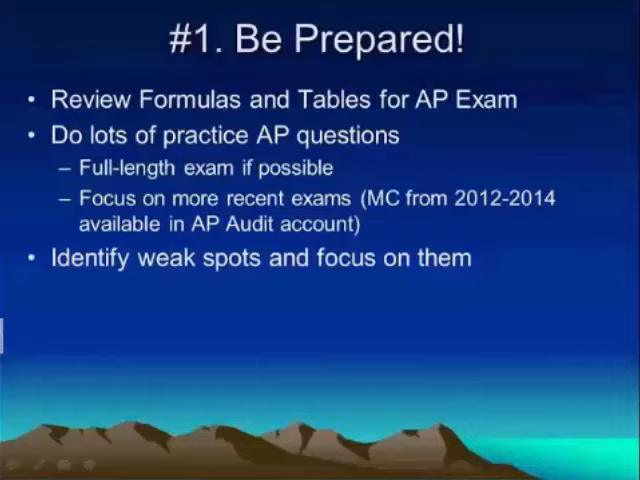 #1. Be Prepared!
• Review Formulas and Tables for AP Exam
• Do lots of practice AP questions
– Full-length exam if possible
– Focus on more recent exams (MC from 2012-2014
available in AP Audit account)
• Identify weak spots and focus on them